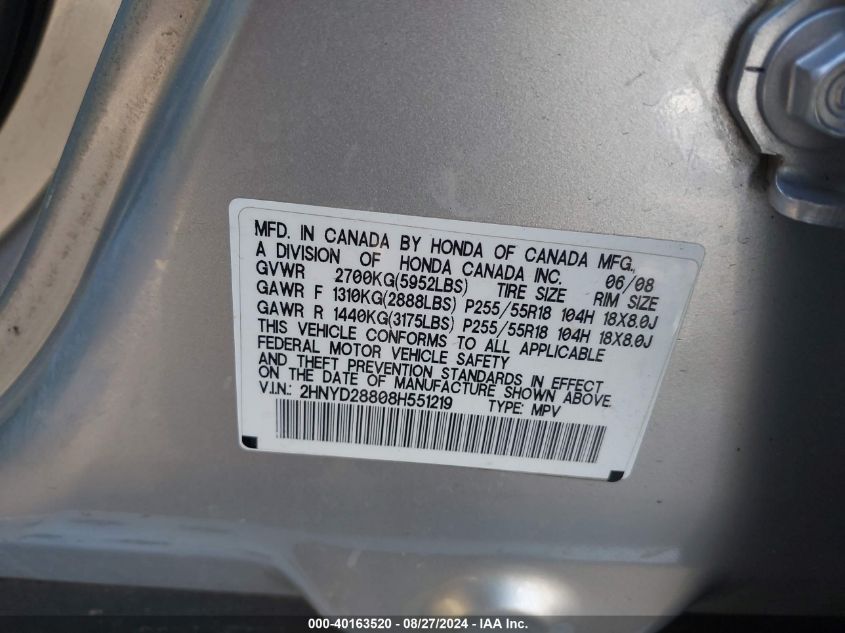 MFD. IN CANADA BY HONDA OF CANADA MFG.,
A DIVISION OF HONDA CANADA INC. 06/08
GVWR 2700KG(5952LBS) TIRE SIZE RIM SIZE
GAWR F 1310KG(2888LBS) P255/55R18 104H 18X8.0J
GAWR R 1440KG(3175LBS) P255/55R18 104H 18X8.0J
THIS VEHICLE CONFORMS TO ALL APPLICABLE
FEDERAL MOTOR VEHICLE SAFETY
AND THEFT PREVENTION STANDARDS IN EFFECT
ON THE DATE OF MANUFACTURE SHOWN ABOVE.
V.I.N.: 2HNYD28808H551219 TYPE: MPV
000-40163520 - 08/27/2024 - IAA Inc.